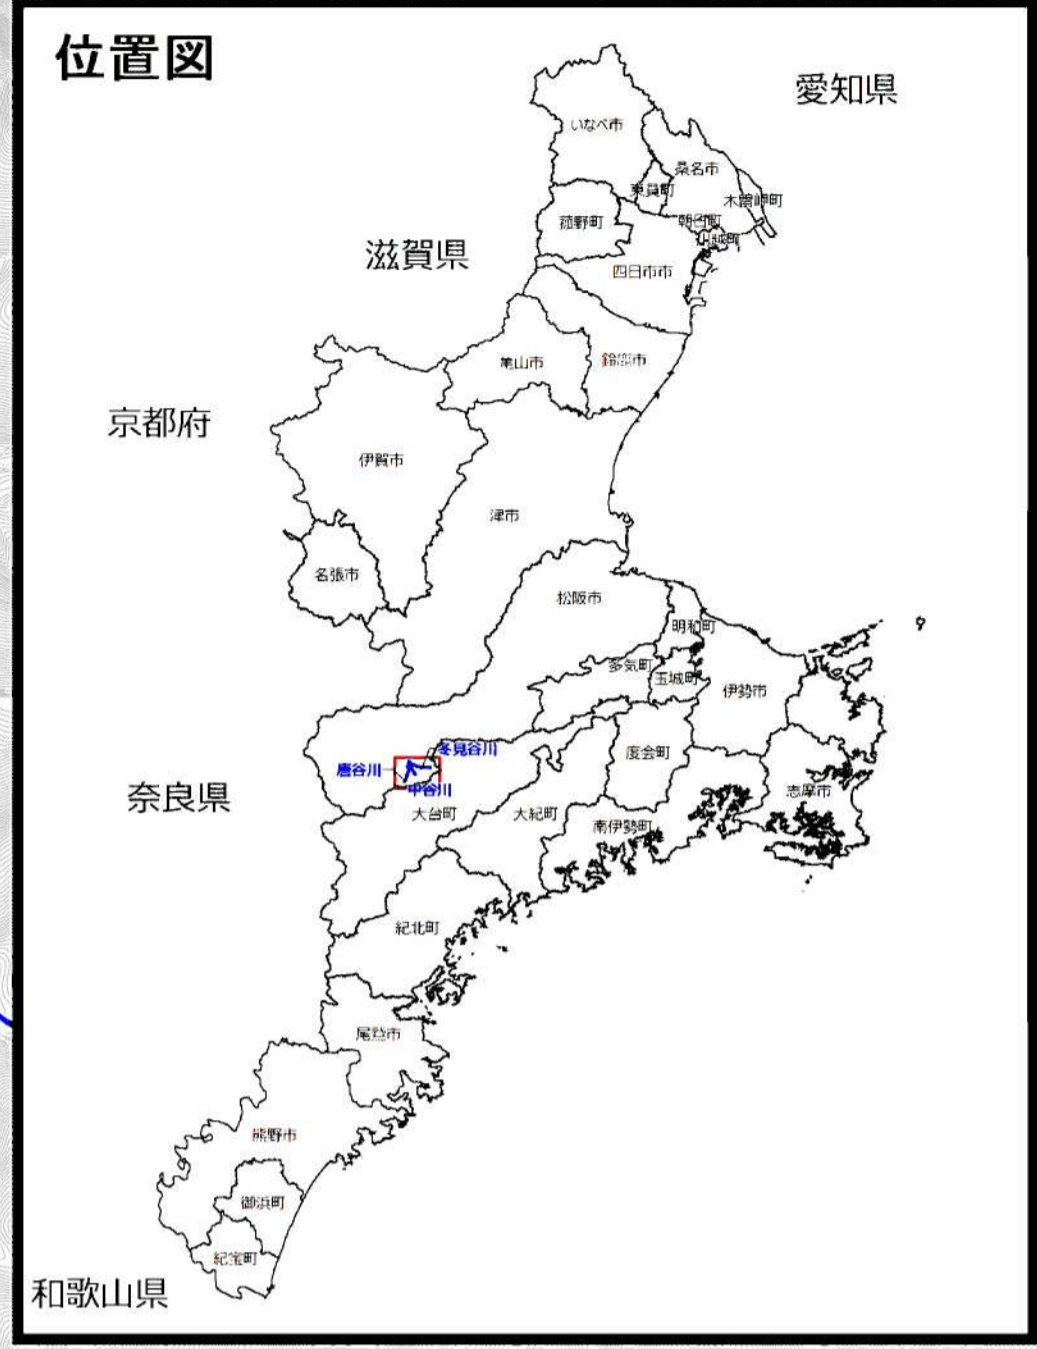 位置図
愛知県
いなべ市
桑名市
東員町
木曽岬町
菰野町
朝日町
川越町
滋賀県
四日市市
亀山市
鈴鹿市
京都府
伊賀市
津市
名張市
松阪市
明和町
多気町
玉城町
伊勢市
冬見谷川
度会町
唐谷川
中谷川
奈良県
志摩市
大台町
大紀町
南伊勢町
紀北町
尾鷲市
熊野市
御浜町
紀宝町
和歌山県